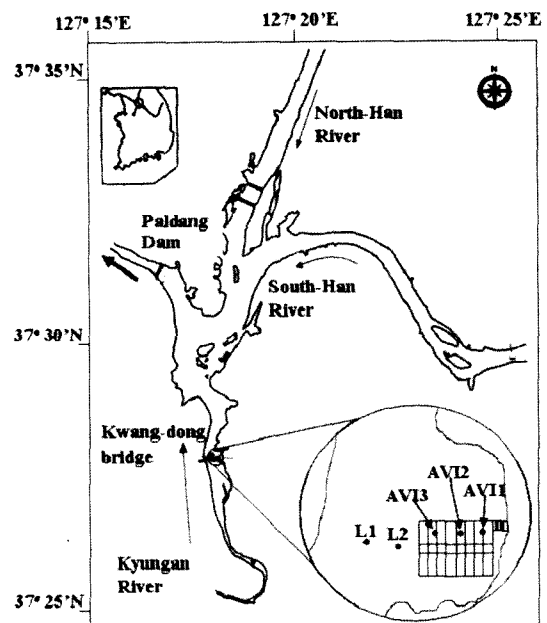 127° 15'E
127° 20'E
127° 25'E
37° 35'N
N
North-Han
River
Paldang
Dam
South-Han
River
37° 30'N
Kwang-dong
bridge
AVI2
AVI3
AVI1
L1
L2
Kyungan
River
37° 25'N